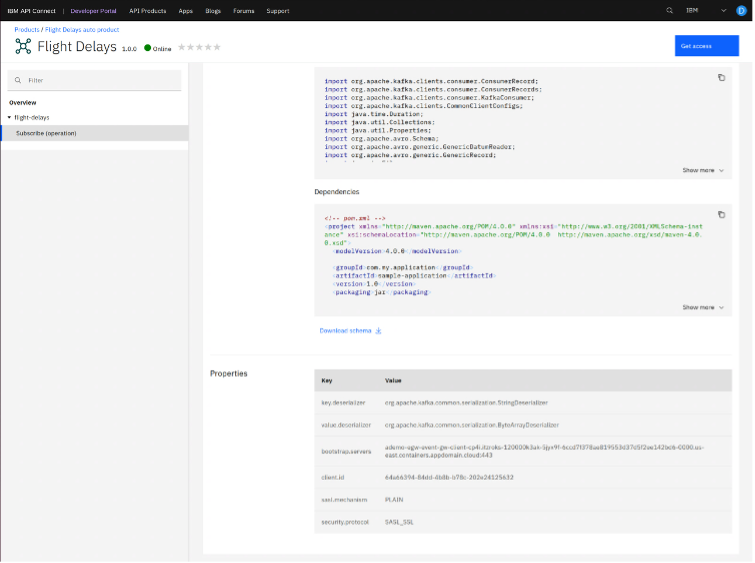 IBM API Connect | Developer Portal API Products Apps Blogs Forums Support IBM D
Products / Flight Delays auto product
Flight Delays 1.0.0 Online
Get access
Filter
Overview
flight-delays
Subscribe (operation)
import org.apache.kafka.clients.consumer.ConsumerRecord;
import org.apache.kafka.clients.consumer.ConsumerRecords;
import org.apache.kafka.clients.consumer.KafkaConsumer;
import org.apache.kafka.clients.CommonClientConfigs;
import java.time.Duration;
import java.util.Collections;
import java.util.Properties;
import org.apache.avro.Schema;
import org.apache.avro.generic.GenericDatumReader;
import org.apache.avro.generic.GenericRecord;
Show more
Dependencies
<!-- pom.xml -->
<project xmlns="http://maven.apache.org/POM/4.0.0" xmlns:xsi="http://www.w3.org/2001/XMLSchema-inst
ance" xsi:schemaLocation="http://maven.apache.org/POM/4.0.0 http://maven.apache.org/xsd/maven-4.0.
0.xsd">
<modelVersion>4.0.0</modelVersion>
<groupId>com.my.application</groupId>
<artifactId>sample-application</artifactId>
<version>1.0</version>
<packaging>jar</packaging>
Show more
Download schema
Properties
Key Value
key.deserializer org.apache.kafka.common.serialization.StringDeserializer
value.deserializer org.apache.kafka.common.serialization.ByteArrayDeserializer
bootstrap.servers
east.containers.appdomain.cloud:443
client.id 64a66394-84dd-4b8b-b78c-202e24125632
sasl.mechanism PLAIN
security.protocol SASL_SSL